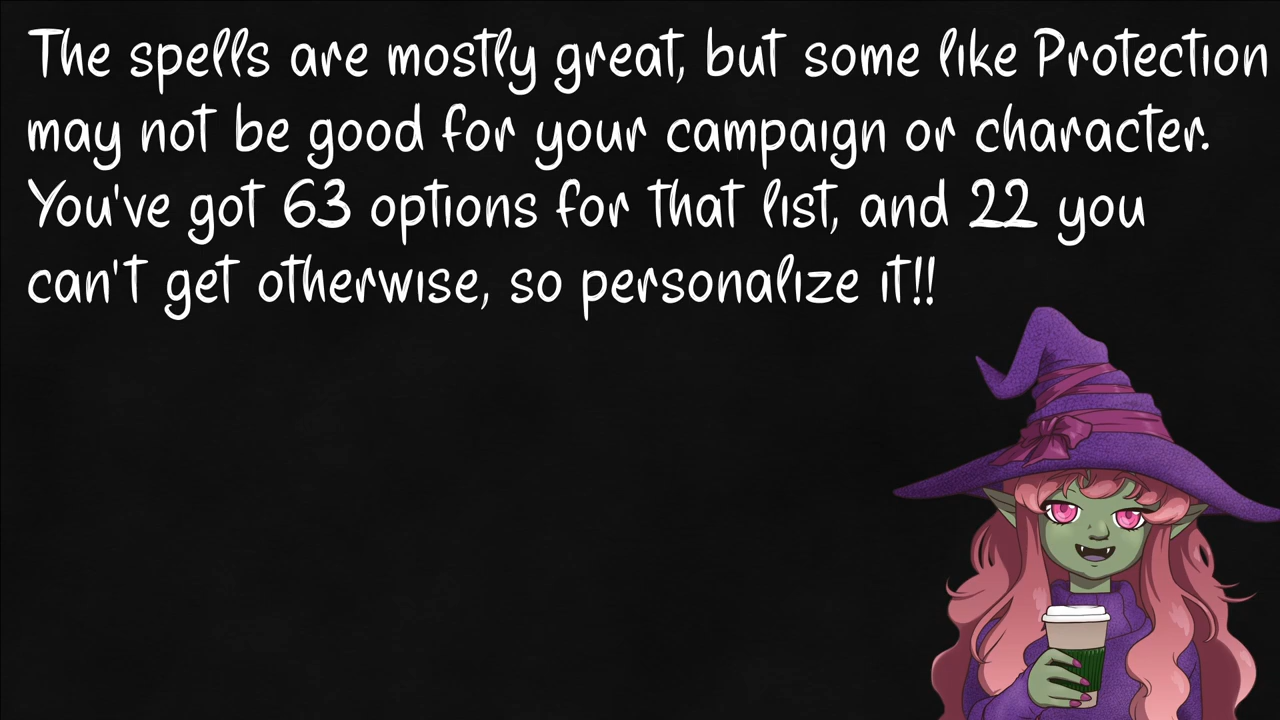 The spells are mostly great, but some like Protection
may not be good for your campaign or character.
You've got 63 options for that list, and 22 you
can't get otherwise, so personalize it!!